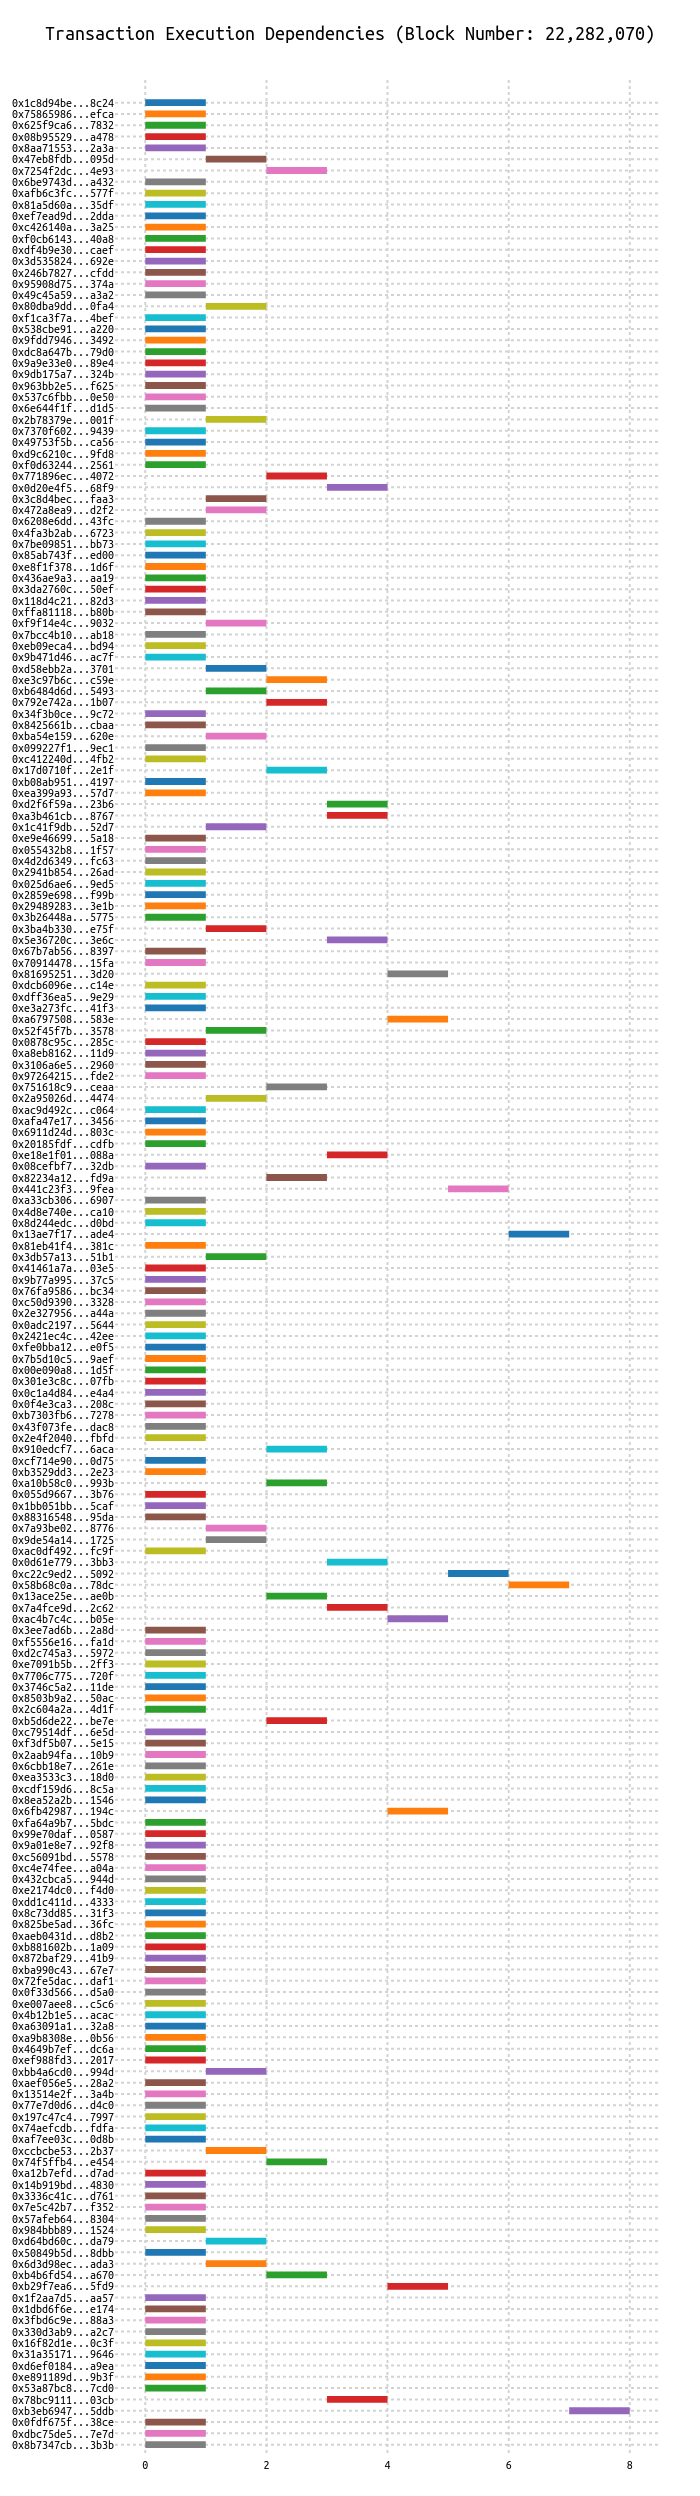 Transaction Execution Dependencies (Block Number: 22,282,070)
0x1c8d94be...8c24
0x75865986...efca
0x625f9ca6...7832
0x08b95529...a478
0x8aa71553...2a3a
0x47eb8fdb...095d
0x7254f2dc...4e93
0x6be9743d...a432
0xafb6c3fc...577f
0x81a5d60a...35df
0xef7ead9d...2dda
0xc426140a...3a25
0xf0cb6143...40a8
0xdf4b9e30...caef
0x3d535824...692e
0x246b7827...cfdd
0x95908d75...374a
0x49c45a59...a3a2
0x80dba9dd...0fa4
0xf1ca3f7a...4bef
0x538cbe91...a220
0x9fdd7946...3492
0xdc8a647b...79d0
0x9a9e33e0...89e4
0x9db175a7...324b
0x963bb2e5...f625
0x537c6fbb...0e50
0x6e644f1f...d1d5
0x2b78379e...001f
0x7370f602...9439
0x49753f5b...ca56
0xd9c6210c...9fd8
0xf0d63244...2561
0x771896ec...4072
0x0d20e4f5...68f9
0x3c8d4bec...faa3
0x472a8ea9...d2f2
0x6208e6dd...43fc
0x4fa3b2ab...6723
0x7be09851...bb73
0x85ab743f...ed00
0xe8f1f378...1d6f
0x436ae9a3...aa19
0x3da2760c...50ef
0x118d4c21...82d3
0xffa81118...b80b
0xf9f14e4c...9032
0x7bcc4b10...ab18
0xeb09eca4...bd94
0x9b471d46...ac7f
0xd58ebb2a...3701
0xe3c97b6c...c59e
0xb6484d6d...5493
0x792e742a...1b07
0x34f3b0ce...9c72
0x8425661b...cbaa
0xba54e159...620e
0x099227f1...9ec1
0xc412240d...4fb2
0x17d0710f...2e1f
0xb08ab951...4197
0xea399a93...57d7
0xd2f6f59a...23b6
0xa3b461cb...8767
0x1c41f9db...52d7
0xe9e46699...5a18
0x055432b8...1f57
0x4d2d6349...fc63
0x2941b854...26ad
0x025d6ae6...9ed5
0x2859e698...f99b
0x29489283...3e1b
0x3b26448a...5775
0x3ba4b330...e75f
0x5e36720c...3e6c
0x67b7ab56...8397
0x70914478...15fa
0x81695251...3d20
0xdcb6096e...c14e
0xdff36ea5...9e29
0xe3a273fc...41f3
0xa6797508...583e
0x52f45f7b...3578
0x0878c95c...285c
0xa8eb8162...11d9
0x3106a6e5...2960
0x97264215...fde2
0x751618c9...ceaa
0x2a95026d...4474
0xac9d492c...c064
0xafa47e17...3456
0x6911d24d...803c
0x20185fdf...cdfb
0xe18e1f01...088a
0x08cefbf7...32db
0x82234a12...fd9a
0x441c23f3...9fea
0xa33cb306...6907
0x4d8e740e...ca10
0x8d244edc...d0bd
0x13ae7f17...ade4
0x81eb41f4...381c
0x3db57a13...51b1
0x41461a7a...03e5
0x9b77a995...37c5
0x76fa9586...bc34
0xc50d9390...3328
0x2e327956...a44a
0x0adc2197...5644
0x2421ec4c...42ee
0xfe0bba12...e0f5
0x7b5d10c5...9aef
0x00e090a8...1d5f
0x301e3c8c...07fb
0x0c1a4d84...e4a4
0x0f4e3ca3...208c
0xb7303fb6...7278
0x43f073fe...dac8
0x2e4f2040...fbfd
0x910edcf7...6aca
0xcf714e90...0d75
0xb3529dd3...2e23
0xa10b58c0...993b
0x055d9667...3b76
0x1bb051bb...5caf
0x88316548...95da
0x7a93be02...8776
0x9de54a14...1725
0xac0df492...fc9f
0x0d61e779...3bb3
0xc22c9ed2...5092
0x58b68c0a...78dc
0x13ace25e...ae0b
0x7a4fce9d...2c62
0xac4b7c4c...b05e
0x3ee7ad6b...2a8d
0xf5556e16...fa1d
0xd2c745a3...5972
0xe7091b5b...2ff3
0x7706c775...720f
0x3746c5a2...11de
0x8503b9a2...50ac
0x2c604a2a...4d1f
0xb5d6de22...be7e
0xc79514df...6e5d
0xf3df5b07...5e15
0x2aab94fa...10b9
0x6cbb18e7...261e
0xea3533c3...18d0
0xcdf159d6...8c5a
0x8ea52a2b...1546
0x6fb42987...194c
0xfa64a9b7...5bdc
0x99e70daf...0587
0x9a01e8e7...92f8
0xc56091bd...5578
0xc4e74fee...a04a
0x432cbca5...944d
0xe2174dc0...f4d0
0xdd1c411d...4333
0x8c73dd85...31f3
0x825be5ad...36fc
0xaeb0431d...d8b2
0xb881602b...1a09
0x872baf29...41b9
0xba990c43...67e7
0x72fe5dac...daf1
0x0f33d566...d5a0
0xe007aee8...c5c6
0x4b12b1e5...acac
0xa63091a1...32a8
0xa9b8308e...0b56
0x4649b7ef...dc6a
0xef988fd3...2017
0xbb4a6cd0...994d
0xaef056e5...28a2
0x13514e2f...3a4b
0x77e7d0d6...d4c0
0x197c47c4...7997
0x74aefcdb...fdfa
0xaf7ee03c...0d8b
0xccbcbe53...2b37
0x74f5ffb4...e454
0xa12b7efd...d7ad
0x14b919bd...4830
0x3336c41c...d761
0x7e5c42b7...f352
0x57afeb64...8304
0x984bbb89...1524
0xd64bd60c...da79
0x50849b5d...8dbb
0x6d3d98ec...ada3
0xb4b6fd54...a670
0xb29f7ea6...5fd9
0x1f2aa7d5...aa57
0x1dbd6f6e...e174
0x3fbd6c9e...88a3
0x330d3ab9...a2c7
0x16f82d1e...0c3f
0x31a35171...9646
0xd6ef0184...a9ea
0xe891189d...9b3f
0x53a87bc8...7cd0
0x78bc9111...03cb
0xb3eb6947...5ddb
0x0fdf675f...38ce
0xdbc75de5...7e7d
0x8b7347cb...3b3b
0 2 4 6 8